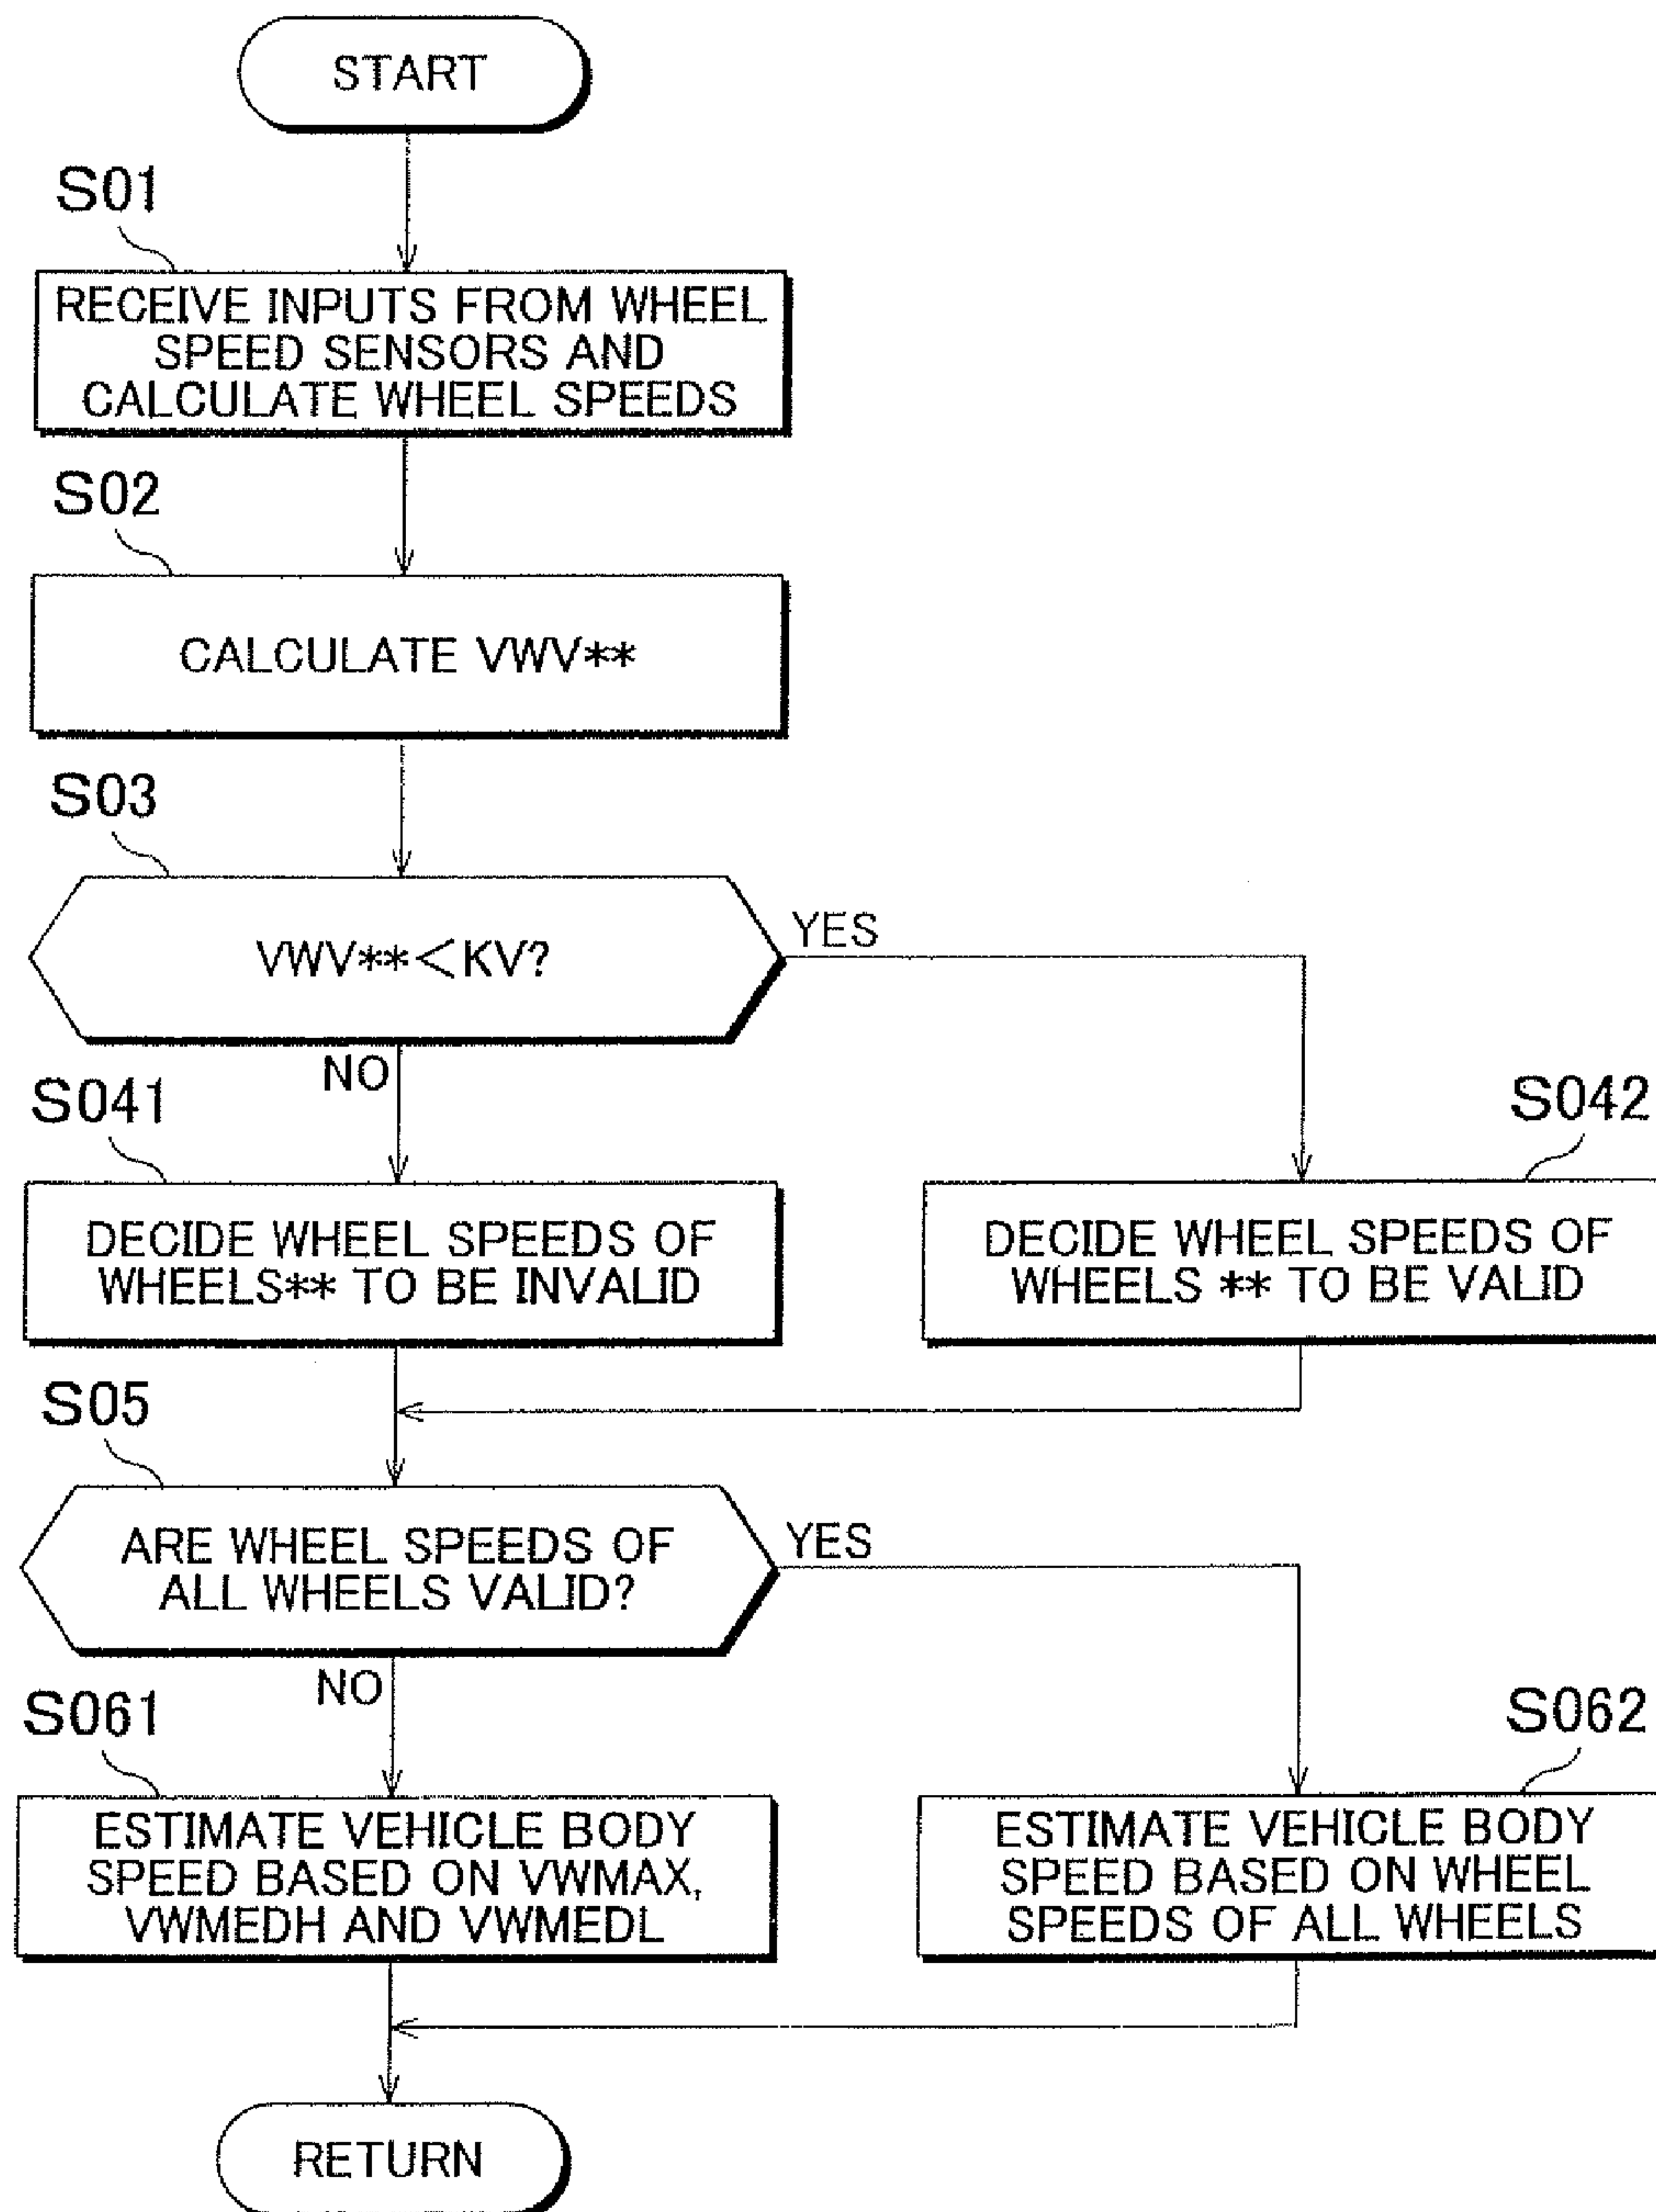 START
S01
RECEIVE INPUTS FROM WHEEL
SPEED SENSORS AND
CALCULATE WHEEL SPEEDS
S02
CALCULATE VWV**
S03
VWV**<KV?
YES
NO
S041
DECIDE WHEEL SPEEDS OF
WHEELS** TO BE INVALID
S042
DECIDE WHEEL SPEEDS OF
WHEELS ** TO BE VALID
S05
ARE WHEEL SPEEDS OF
ALL WHEELS VALID?
YES
NO
S061
ESTIMATE VEHICLE BODY
SPEED BASED ON VWMAX,
VWMEDH AND VWMEDL
S062
ESTIMATE VEHICLE BODY
SPEED BASED ON WHEEL
SPEEDS OF ALL WHEELS
RETURN